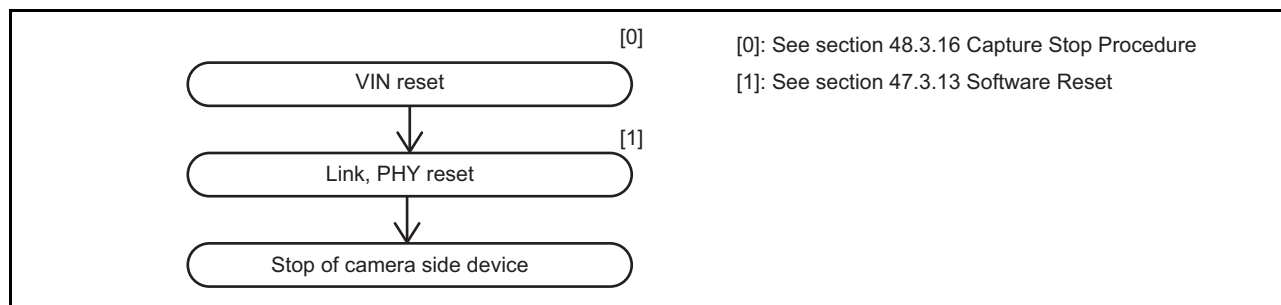 [0]
[0]: See section 48.3.16 Capture Stop Procedure
VIN reset
[1]: See section 47.3.13 Software Reset
[1]
Link, PHY reset
Stop of camera side device